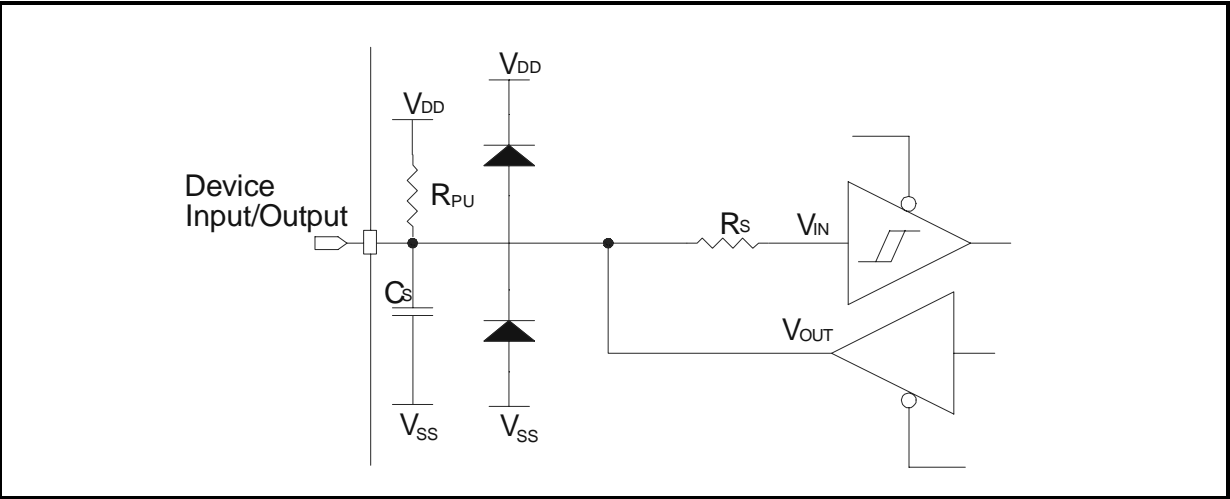 VDD
VDD
Device
Input/Output
RPU
RS
VIN
CS
VOUT
VSS
VSS